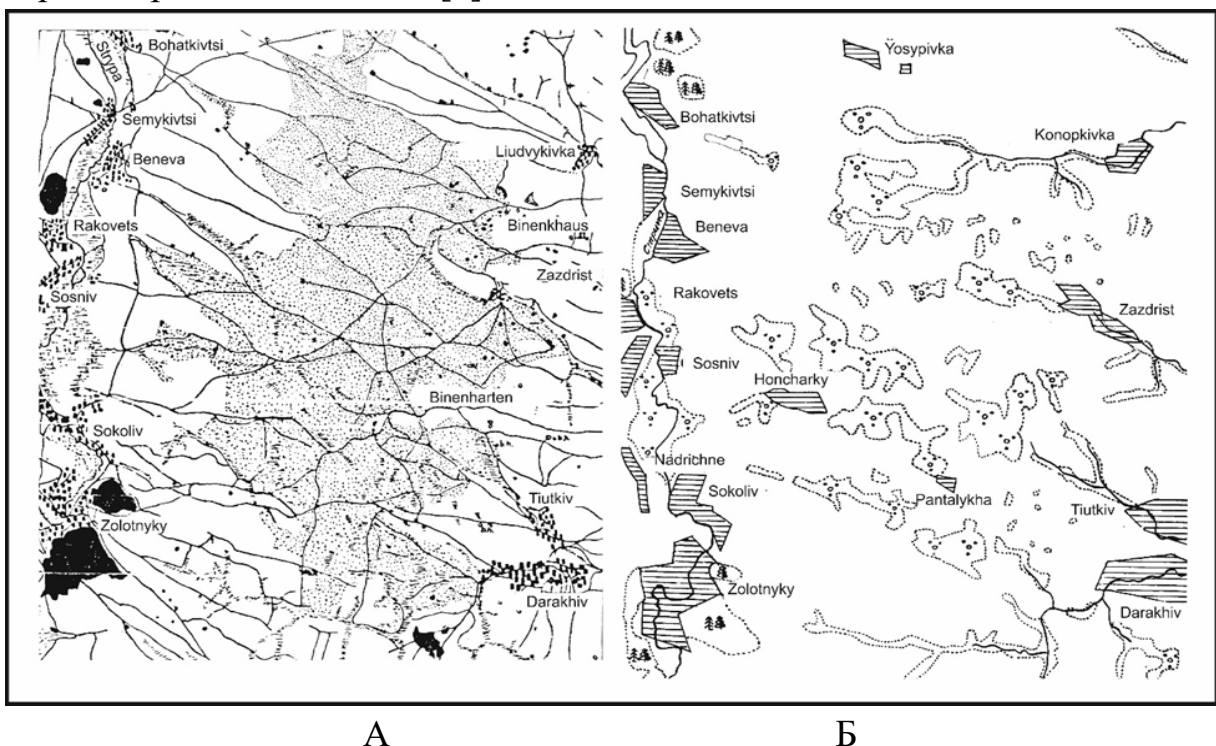 Strypa
Bohatkivtsi
Semykivtsi
Beneva
Liudvykivka
Rakovets
Binenkhaus
Zazdrist
Sosniv
Binenharten
Sokoliv
Tiutkiv
Zolotnyky
Darakhiv
Yosypivka
Bohatkivtsi
Konopkivka
Semykivtsi
Beneva
Rakovets
Zazdrist
Sosniv
Honcharky
Nadrichne
Sokoliv
Pantalykha
Tiutkiv
Zolotnyky
Darakhiv
А
Б